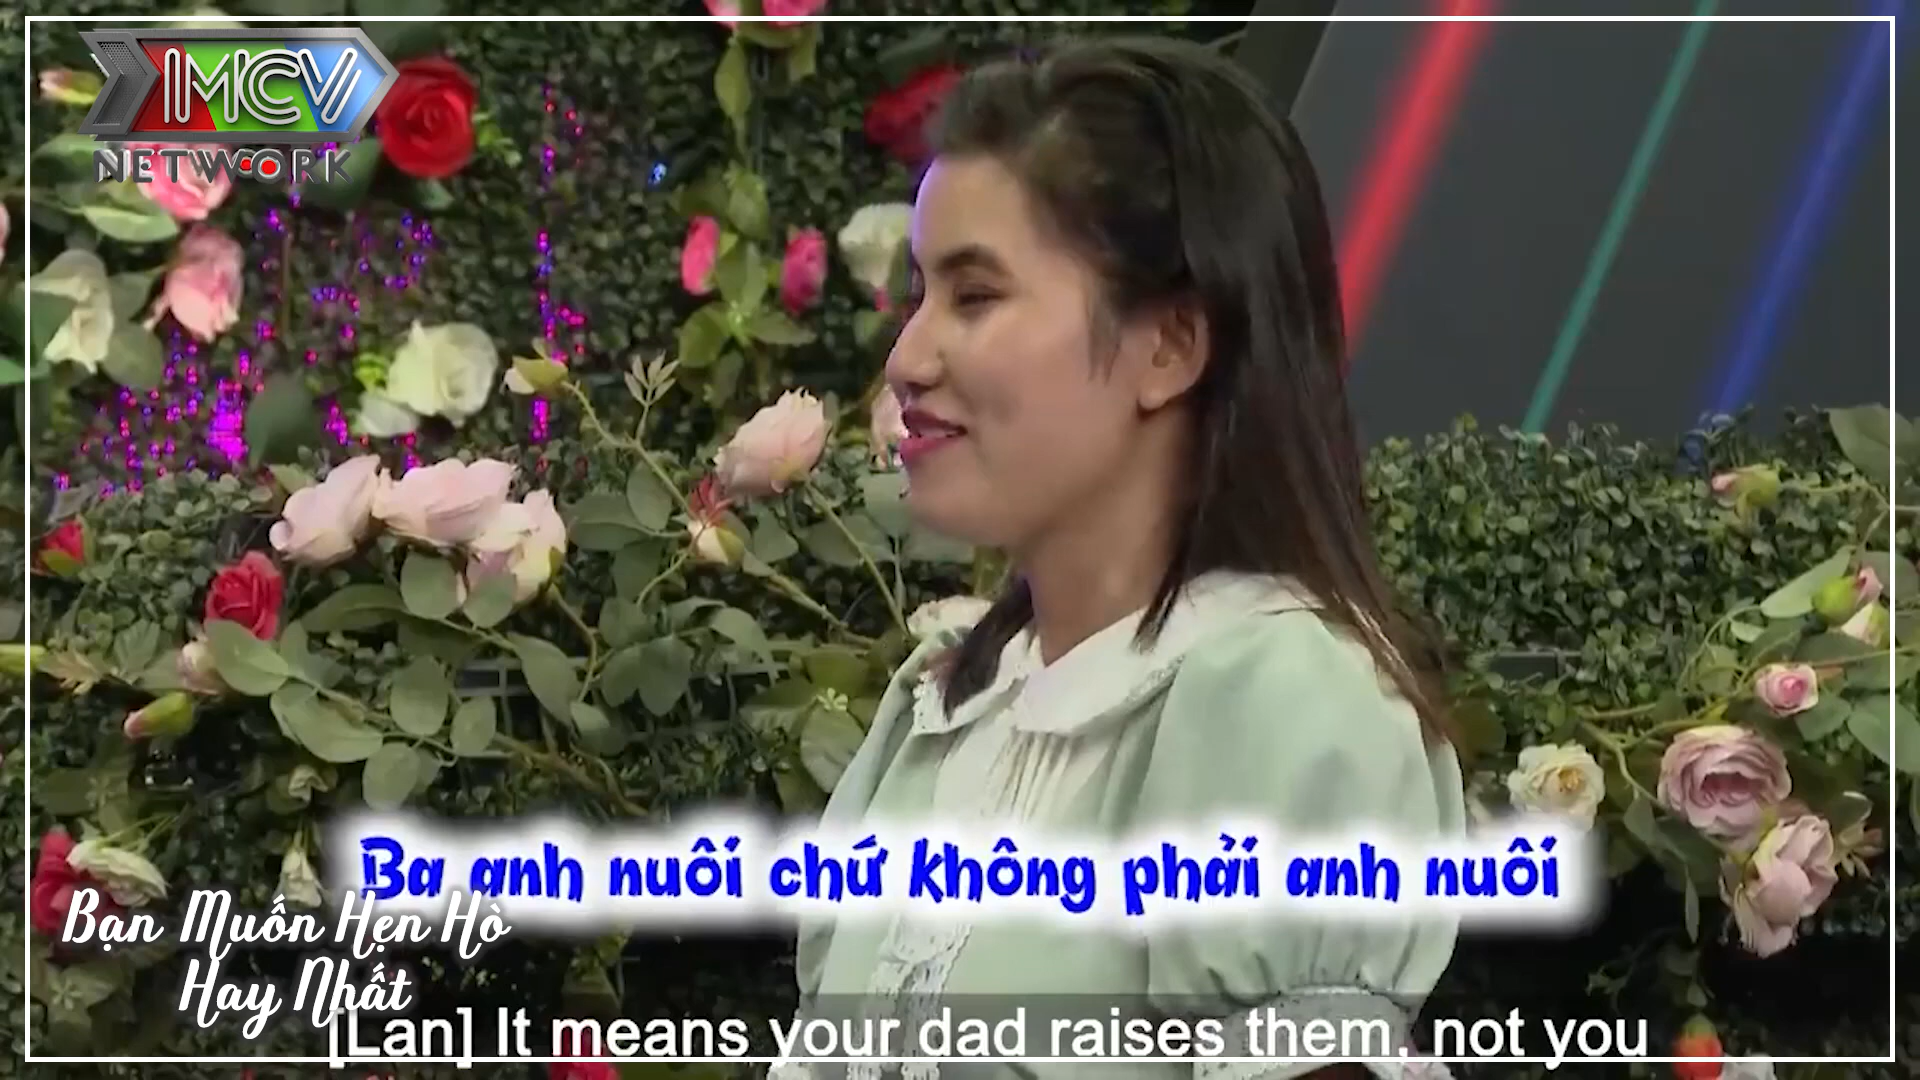 MCV
NETWORK
Ba anh nuôi chứ không phải anh nuôi
Bạn Muốn Hẹn Hò
Hay Nhất
[Lan] It means your dad raises them, not you